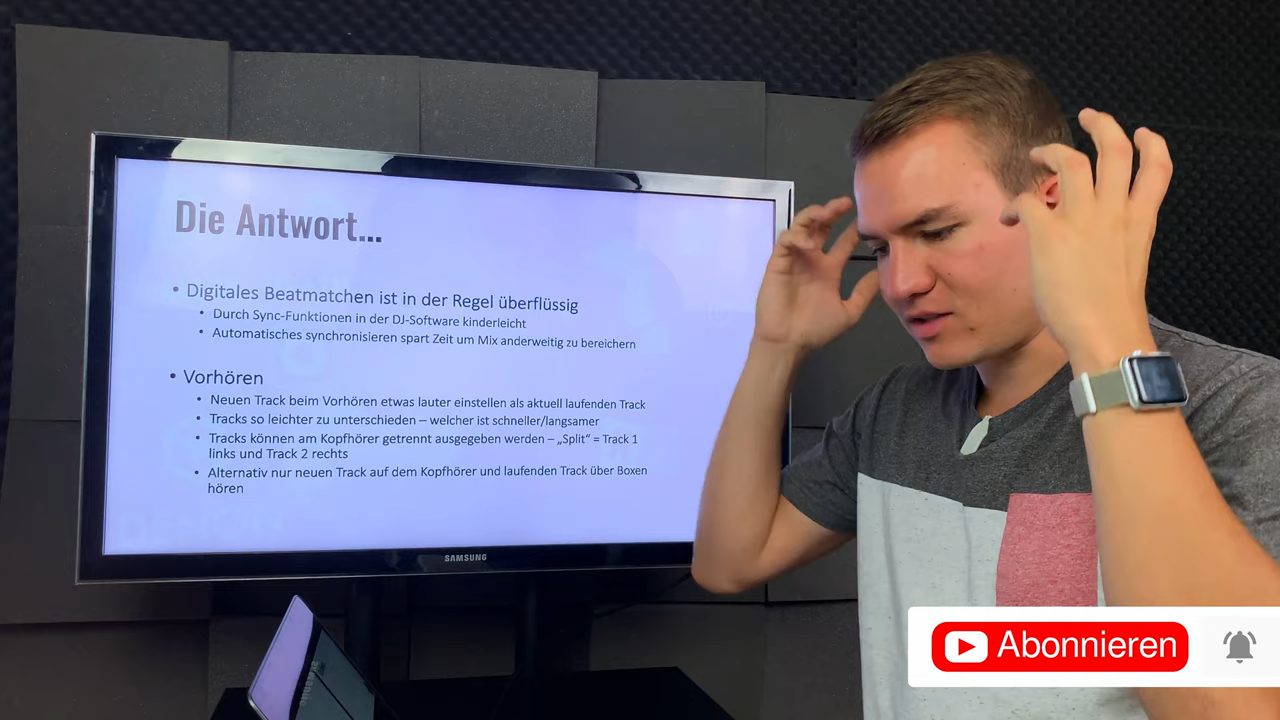 Die Antwort...
• Digitales Beatmatchen ist in der Regel überflüssig
• Durch Sync-Funktionen in der DJ-Software kinderleicht
• Automatisches synchronisieren spart Zeit um Mix anderweitig zu bereichern
• Vorhören
• Neuen Track beim Vorhören etwas lauter einstellen als aktuell laufenden Track
• Tracks so leichter zu unterschieden – welcher ist schneller/langsamer
• Tracks können am Kopfhörer getrennt ausgegeben werden – „Split“ = Track 1
links und Track 2 rechts
• Alternativ nur neuen Track auf dem Kopfhörer und laufenden Track über Boxen
hören
SAMSUNG
Abonnieren